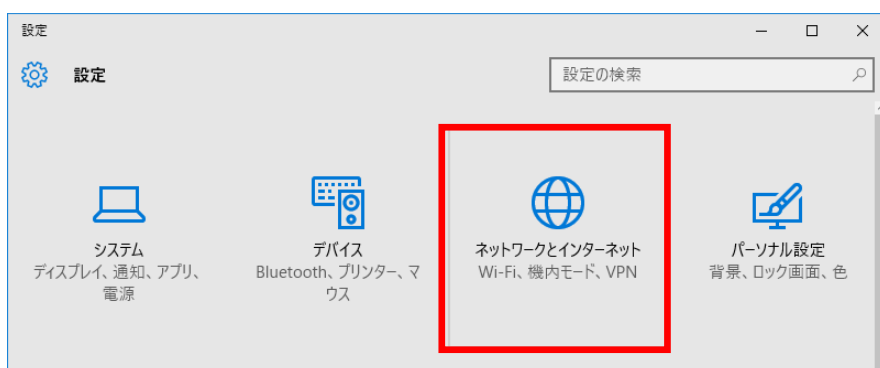 設定
設定
設定の検索
システム
ディスプレイ、通知、アプリ、
電源
デバイス
Bluetooth、プリンター、マ
ウス
ネットワークとインターネット
Wi-Fi、機内モード、VPN
パーソナル設定
背景、ロック画面、色